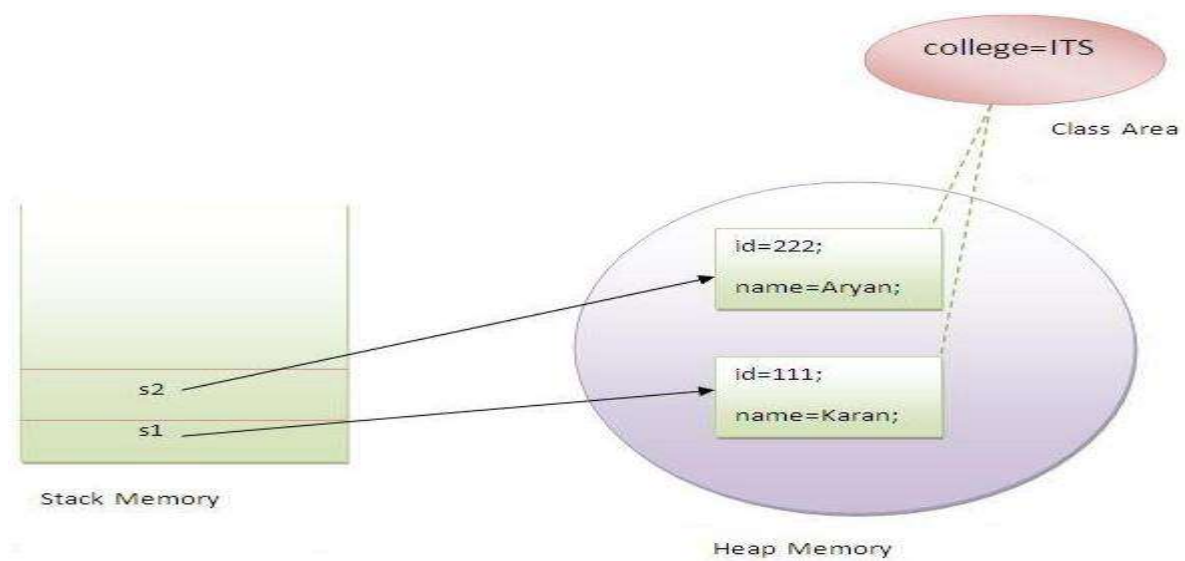 college=ITS
Class Area
id=222;
name=Aryan;
s2
id=111;
name=Karan;
s1
Stack Memory
Heap Memory